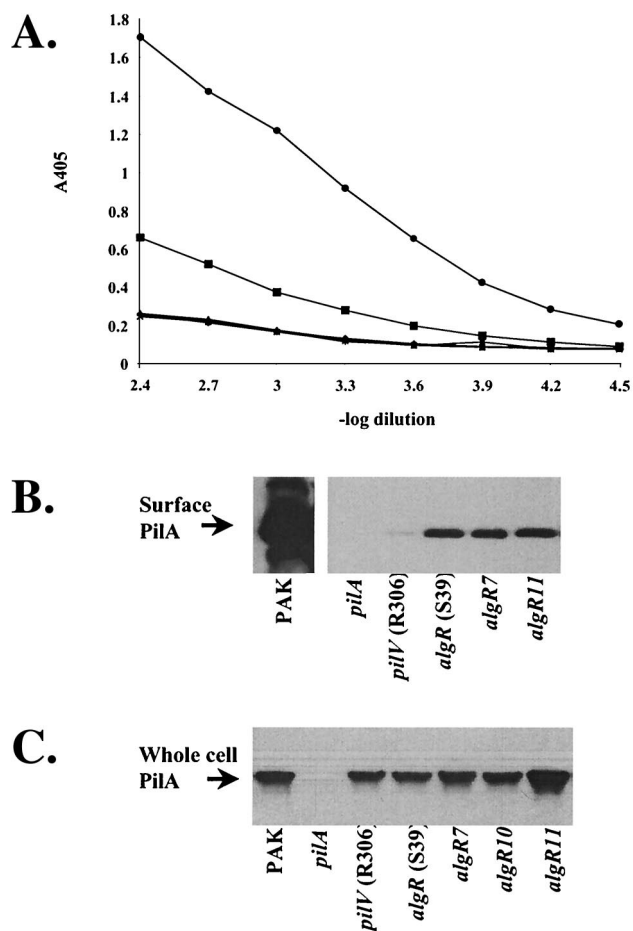 A.
1.8
1.6
1.4
1.2
1
0.8
0.6
0.4
0.2
0
A405
2.4 2.7 3 3.3 3.6 3.9 4.2 4.5
-log dilution
B.
Surface
PilA
PAK
pilA
pilV (R306)
algR (S39)
algR7
algR11
C.
Whole cell
PilA
PAK
pilA
pilV (R306)
algR (S39)
algR7
algR10
algR11